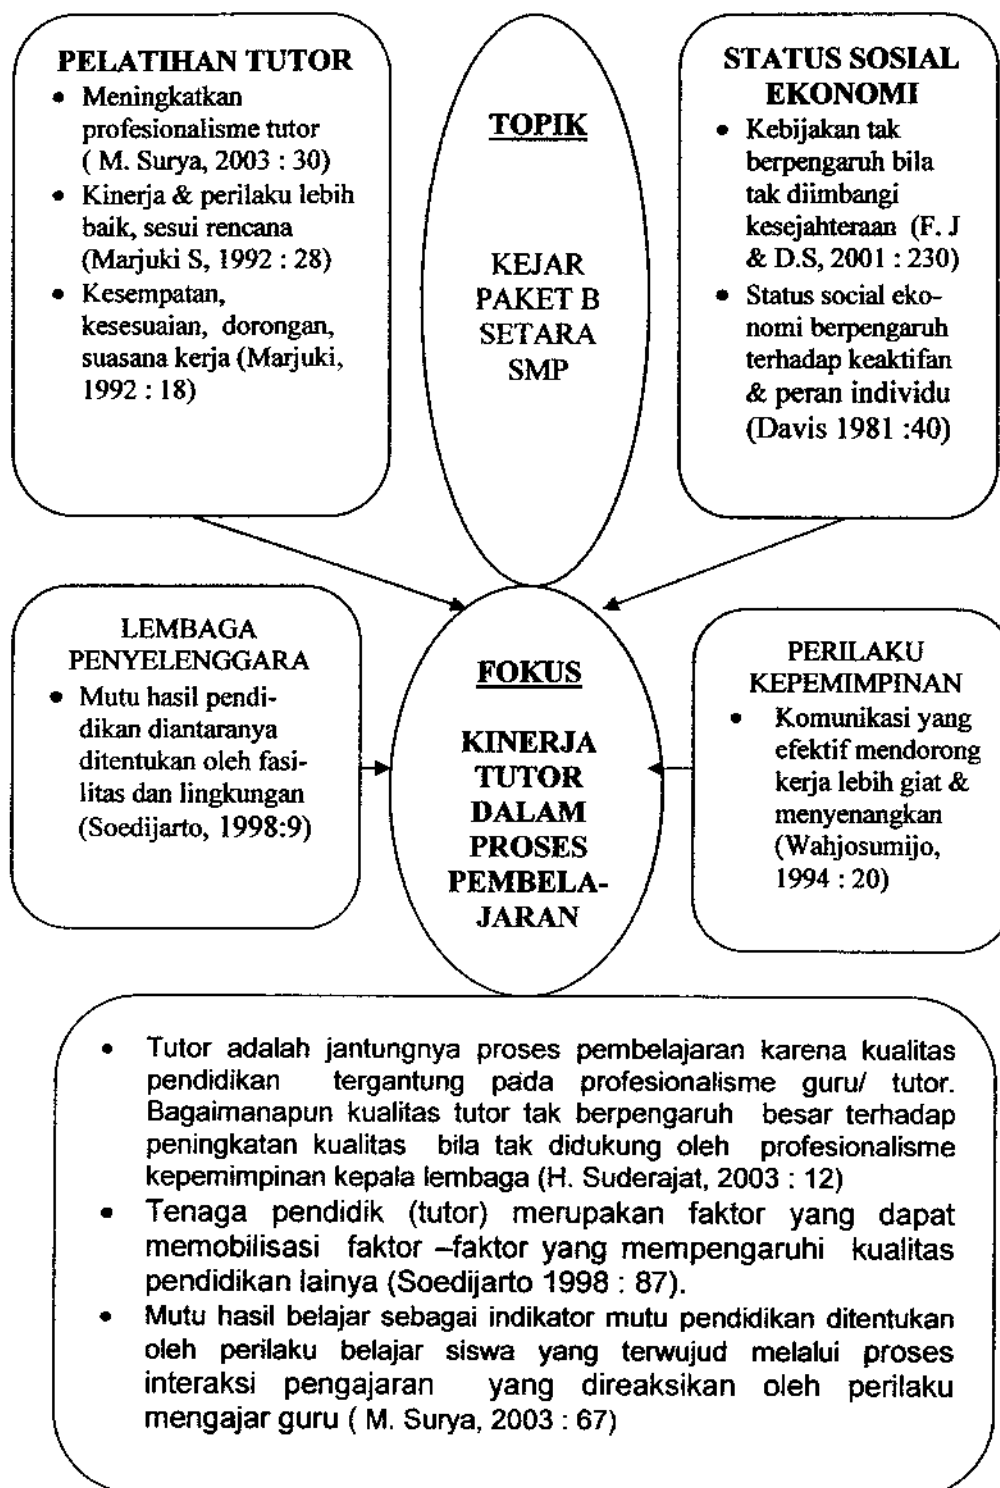 PELATIHAN TUTOR
• Meningkatkan
profesionalisme tutor
( M. Surya, 2003 : 30)
• Kinerja & perilaku lebih
baik, sesui rencana
(Marjuki S, 1992 : 28)
• Kesempatan,
kesesuaian, dorongan,
suasana kerja (Marjuki,
1992 : 18)
TOPIK
KEJAR
PAKET B
SETARA
SMP
STATUS SOSIAL
EKONOMI
• Kebijakan tak
berpengaruh bila
tak diimbangi
kesejahteraan (F. J
& D.S, 2001 : 230)
• Status social eko-
nomi berpengaruh
terhadap keaktifan
& peran individu
(Davis 1981 :40)
LEMBAGA
PENYELENGGARA
• Mutu hasil pendi-
dikan diantaranya
ditentukan oleh fasi-
litas dan lingkungan
(Soedijarto, 1998:9)
FOKUS
KINERJA
TUTOR
DALAM
PROSES
PEMBELA-
JARAN
PERILAKU
KEPEMIMPINAN
• Komunikasi yang
efektif mendorong
kerja lebih giat &
menyenangkan
(Wahjosumijo,
1994 : 20)
• Tutor adalah jantungnya proses pembelajaran karena kualitas
pendidikan tergantung pada profesionalisme guru/ tutor.
Bagaimanapun kualitas tutor tak berpengaruh besar terhadap
peningkatan kualitas bila tak didukung oleh profesionalisme
kepemimpinan kepala lembaga (H. Suderajat, 2003 : 12)
• Tenaga pendidik (tutor) merupakan faktor yang dapat
memobilisasi faktor –faktor yang mempengaruhi kualitas
pendidikan lainya (Soedijarto 1998 : 87).
• Mutu hasil belajar sebagai indikator mutu pendidikan ditentukan
oleh perilaku belajar siswa yang terwujud melalui proses
interaksi pengajaran yang direaksikan oleh perilaku
mengajar guru ( M. Surya, 2003 : 67)